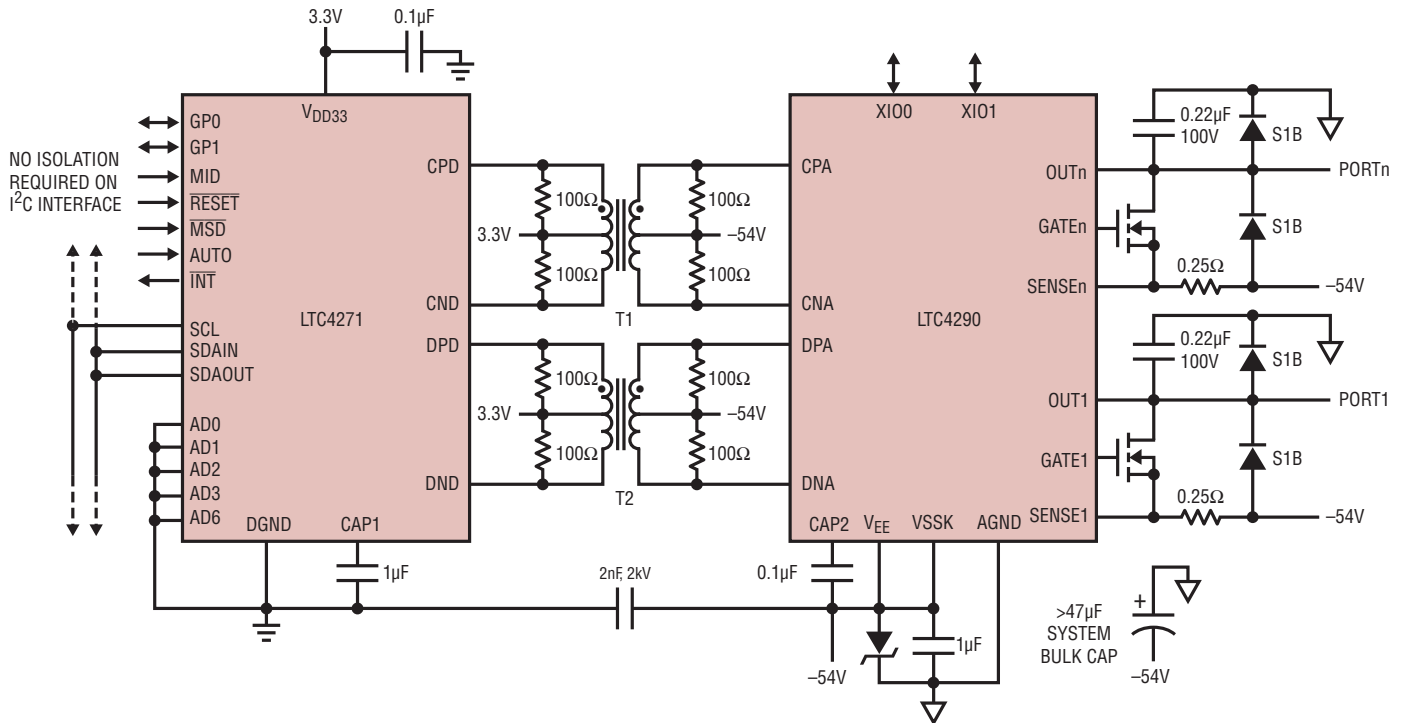 3.3V
0.1µF
VDD33
GP0
GP1
MID
RESET
MSD
AUTO
INT
NO ISOLATION
REQUIRED ON
I2C INTERFACE
SCL
SDAIN
SDAOUT
AD0
AD1
AD2
AD3
AD6
DGND
CAP1
LTC4271
CPD
CND
DPD
DND
1µF
100Ω
3.3V
100Ω
100Ω
–54V
100Ω
T1
100Ω
3.3V
100Ω
100Ω
–54V
100Ω
T2
2nF, 2kV
XIO0
XIO1
CPA
CNA
DPA
DNA
LTC4290
OUTn
GATEn
SENSEn
OUT1
GATE1
SENSE1
CAP2
VEE
VSSK
AGND
0.1µF
–54V
1µF
0.22µF
100V
S1B
PORTn
S1B
0.25Ω
–54V
0.22µF
100V
S1B
PORT1
S1B
0.25Ω
–54V
>47µF
SYSTEM
BULK CAP
+
–54V